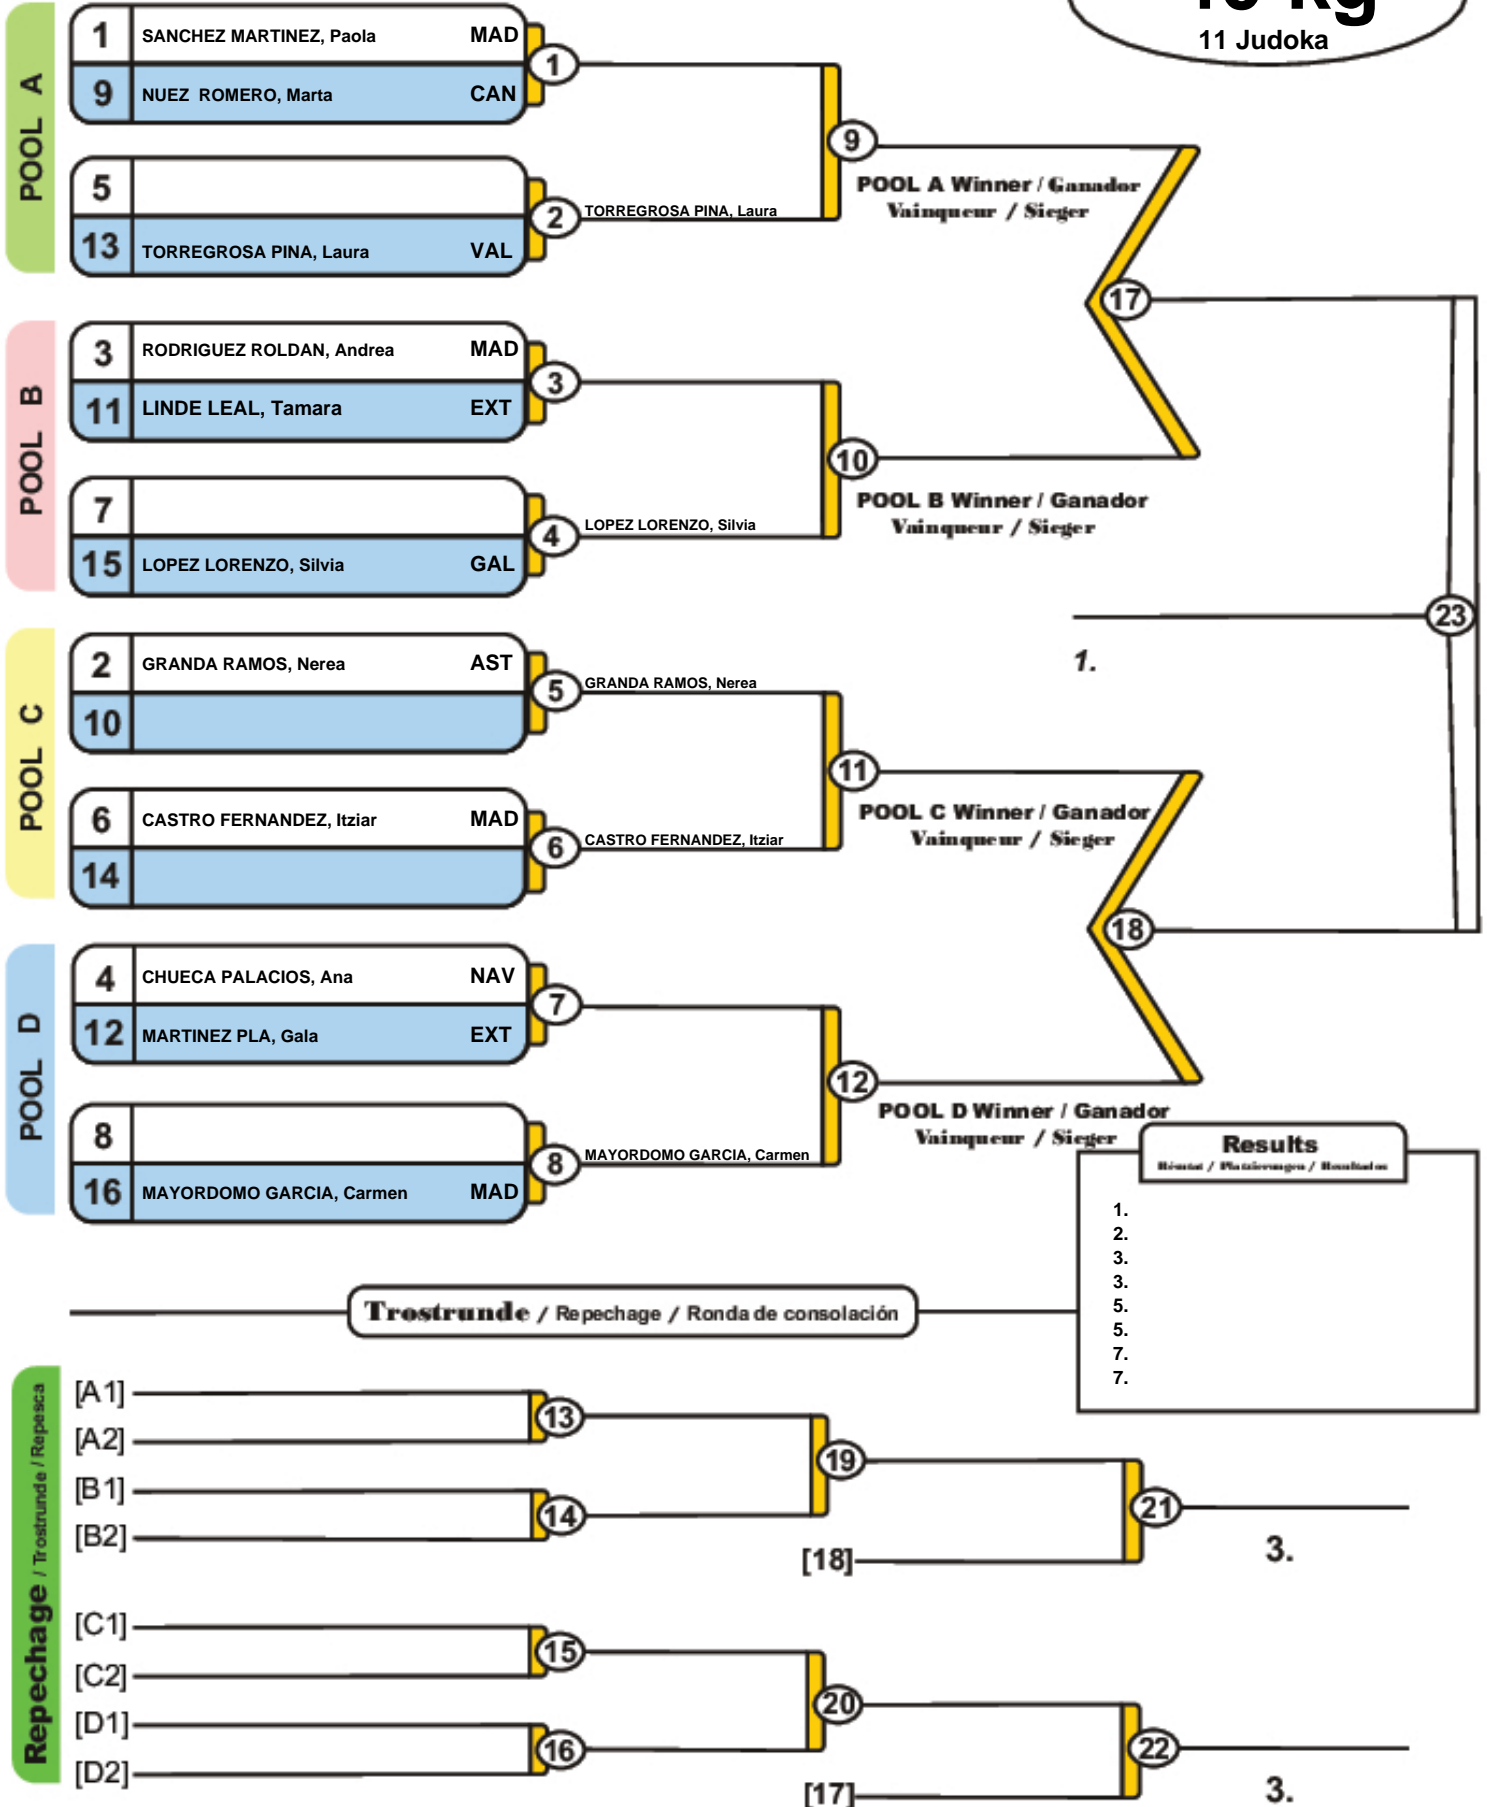 kg
11 Judoka
POOL A
1 SANCHEZ MARTINEZ, Paola MAD
9 NUEZ ROMERO, Marta CAN
1
5
13 TORREGROSA PINA, Laura VAL
2 TORREGROSA PINA, Laura
9
POOL A Winner / Ganador
Vainqueur / Sieger
17
POOL B
3 RODRIGUEZ ROLDAN, Andrea MAD
11 LINDE LEAL, Tamara EXT
3
7
15 LOPEZ LORENZO, Silvia GAL
4 LOPEZ LORENZO, Silvia
10
POOL B Winner / Ganador
Vainqueur / Sieger
23
1.
POOL C
2 GRANDA RAMOS, Nerea AST
10
5 GRANDA RAMOS, Nerea
6 CASTRO FERNANDEZ, Itziar MAD
14
6 CASTRO FERNANDEZ, Itziar
11
POOL C Winner / Ganador
Vainqueur / Sieger
18
POOL D
4 CHUECA PALACIOS, Ana NAV
12 MARTINEZ PLA, Gala EXT
7
8
16 MAYORDOMO GARCIA, Carmen MAD
8 MAYORDOMO GARCIA, Carmen
12
POOL D Winner / Ganador
Vainqueur / Sieger
Results
/ Platzierungen / Resultados
1.
2.
3.
3.
5.
5.
7.
7.
Trostrunde / Repechage / Ronda de consolación
Repechage / Trostrunde / Repesca
[A1]
[A2]
13
[B1]
[B2]
14
19
[18]
21
3.
[C1]
[C2]
15
[D1]
[D2]
16
20
[17]
22
3.